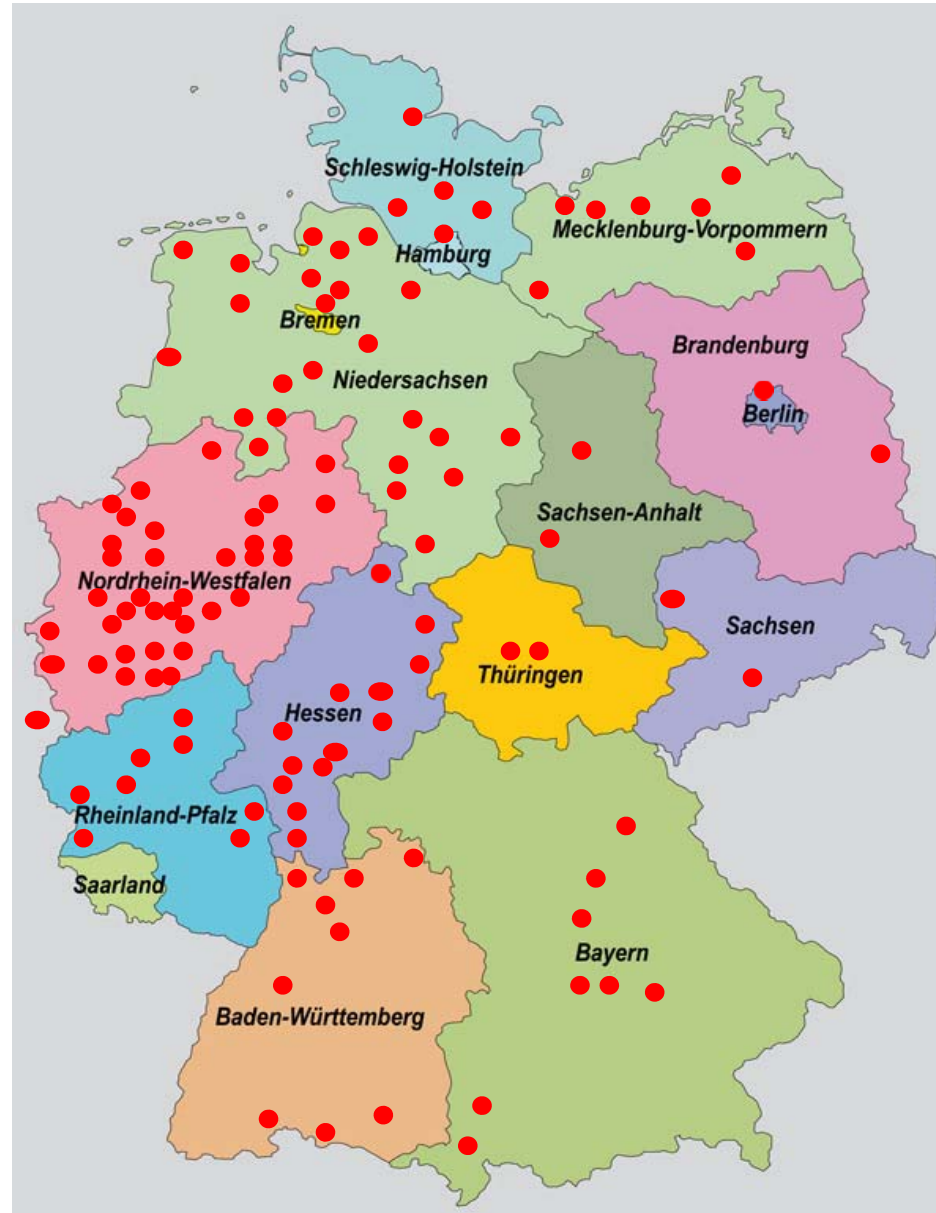 Schleswig-Holstein
Mecklenburg-Vorpommern
Hamburg
Bremen
Brandenburg
Niedersachsen
Berlin
Sachsen-Anhalt
Nordrhein-Westfalen
Sachsen
Thüringen
Hessen
Rheinland-Pfalz
Saarland
Bayern
Baden-Württemberg